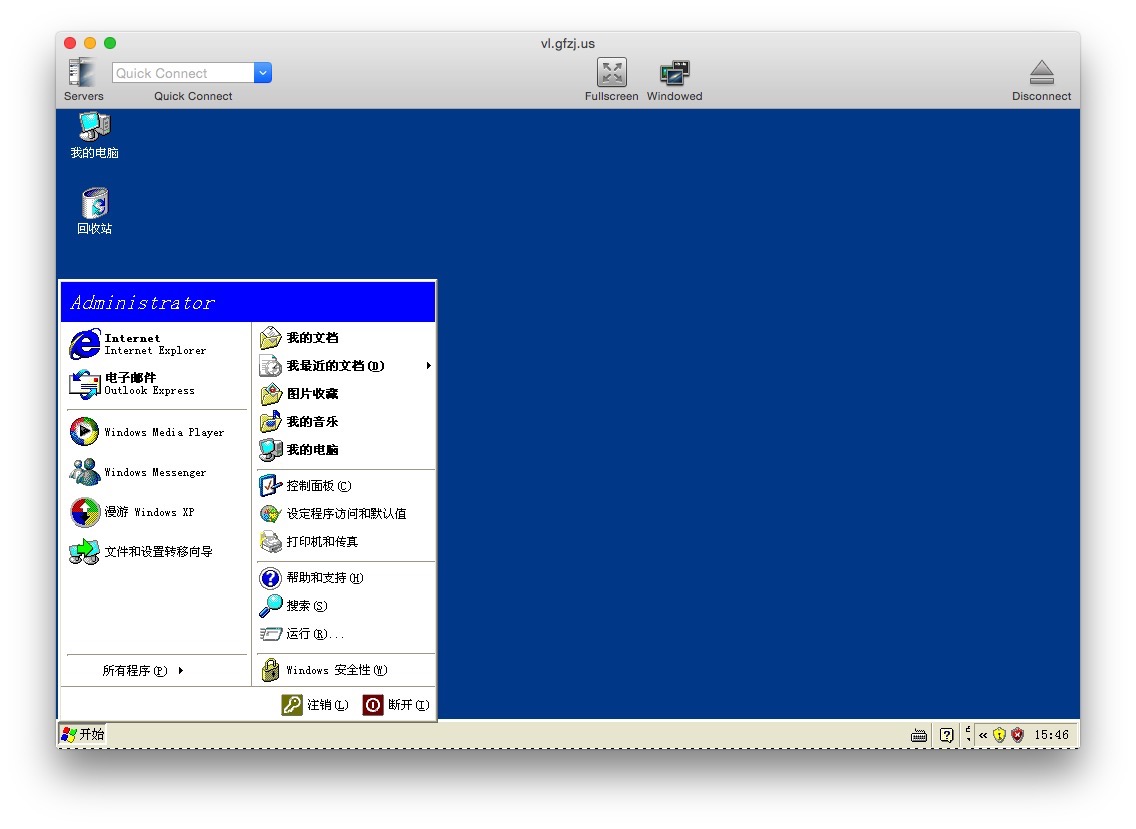 vl.gfzj.us
Quick Connect
Servers
Quick Connect
Fullscreen
Windowed
Disconnect
我的电脑
回收站
Administrator
Internet
Internet Explorer
电子邮件
Outlook Express
Windows Media Player
Windows Messenger
漫游 Windows XP
文件和设置转移向导
所有程序(P)
我的文档
我最近的文档(D)
图片收藏
我的音乐
我的电脑
控制面板(C)
设定程序访问和默认值
打印机和传真
帮助和支持(H)
搜索(S)
运行(R)...
Windows 安全性(W)
注销(L)
断开(I)
开始
15:46